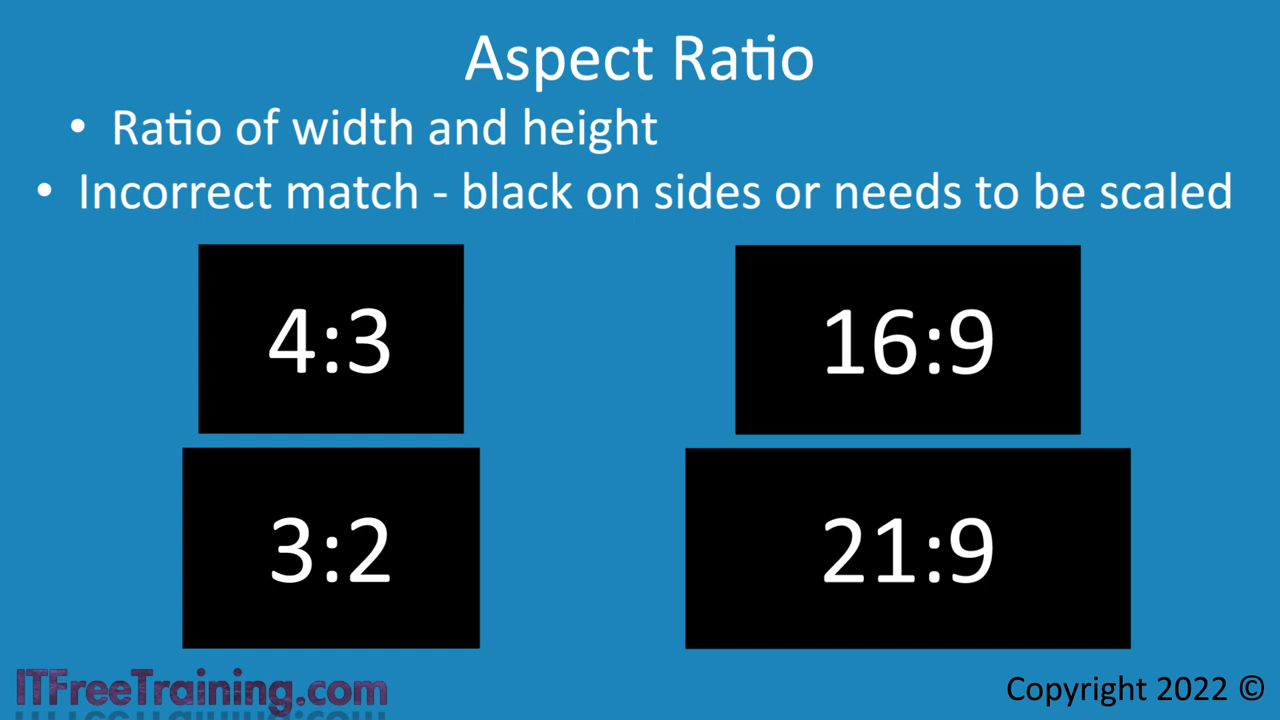 Aspect Ratio
• Ratio of width and height
• Incorrect match - black on sides or needs to be scaled
4:3
16:9
3:2
21:9
ITFreeTraining.com
Copyright 2022 ©